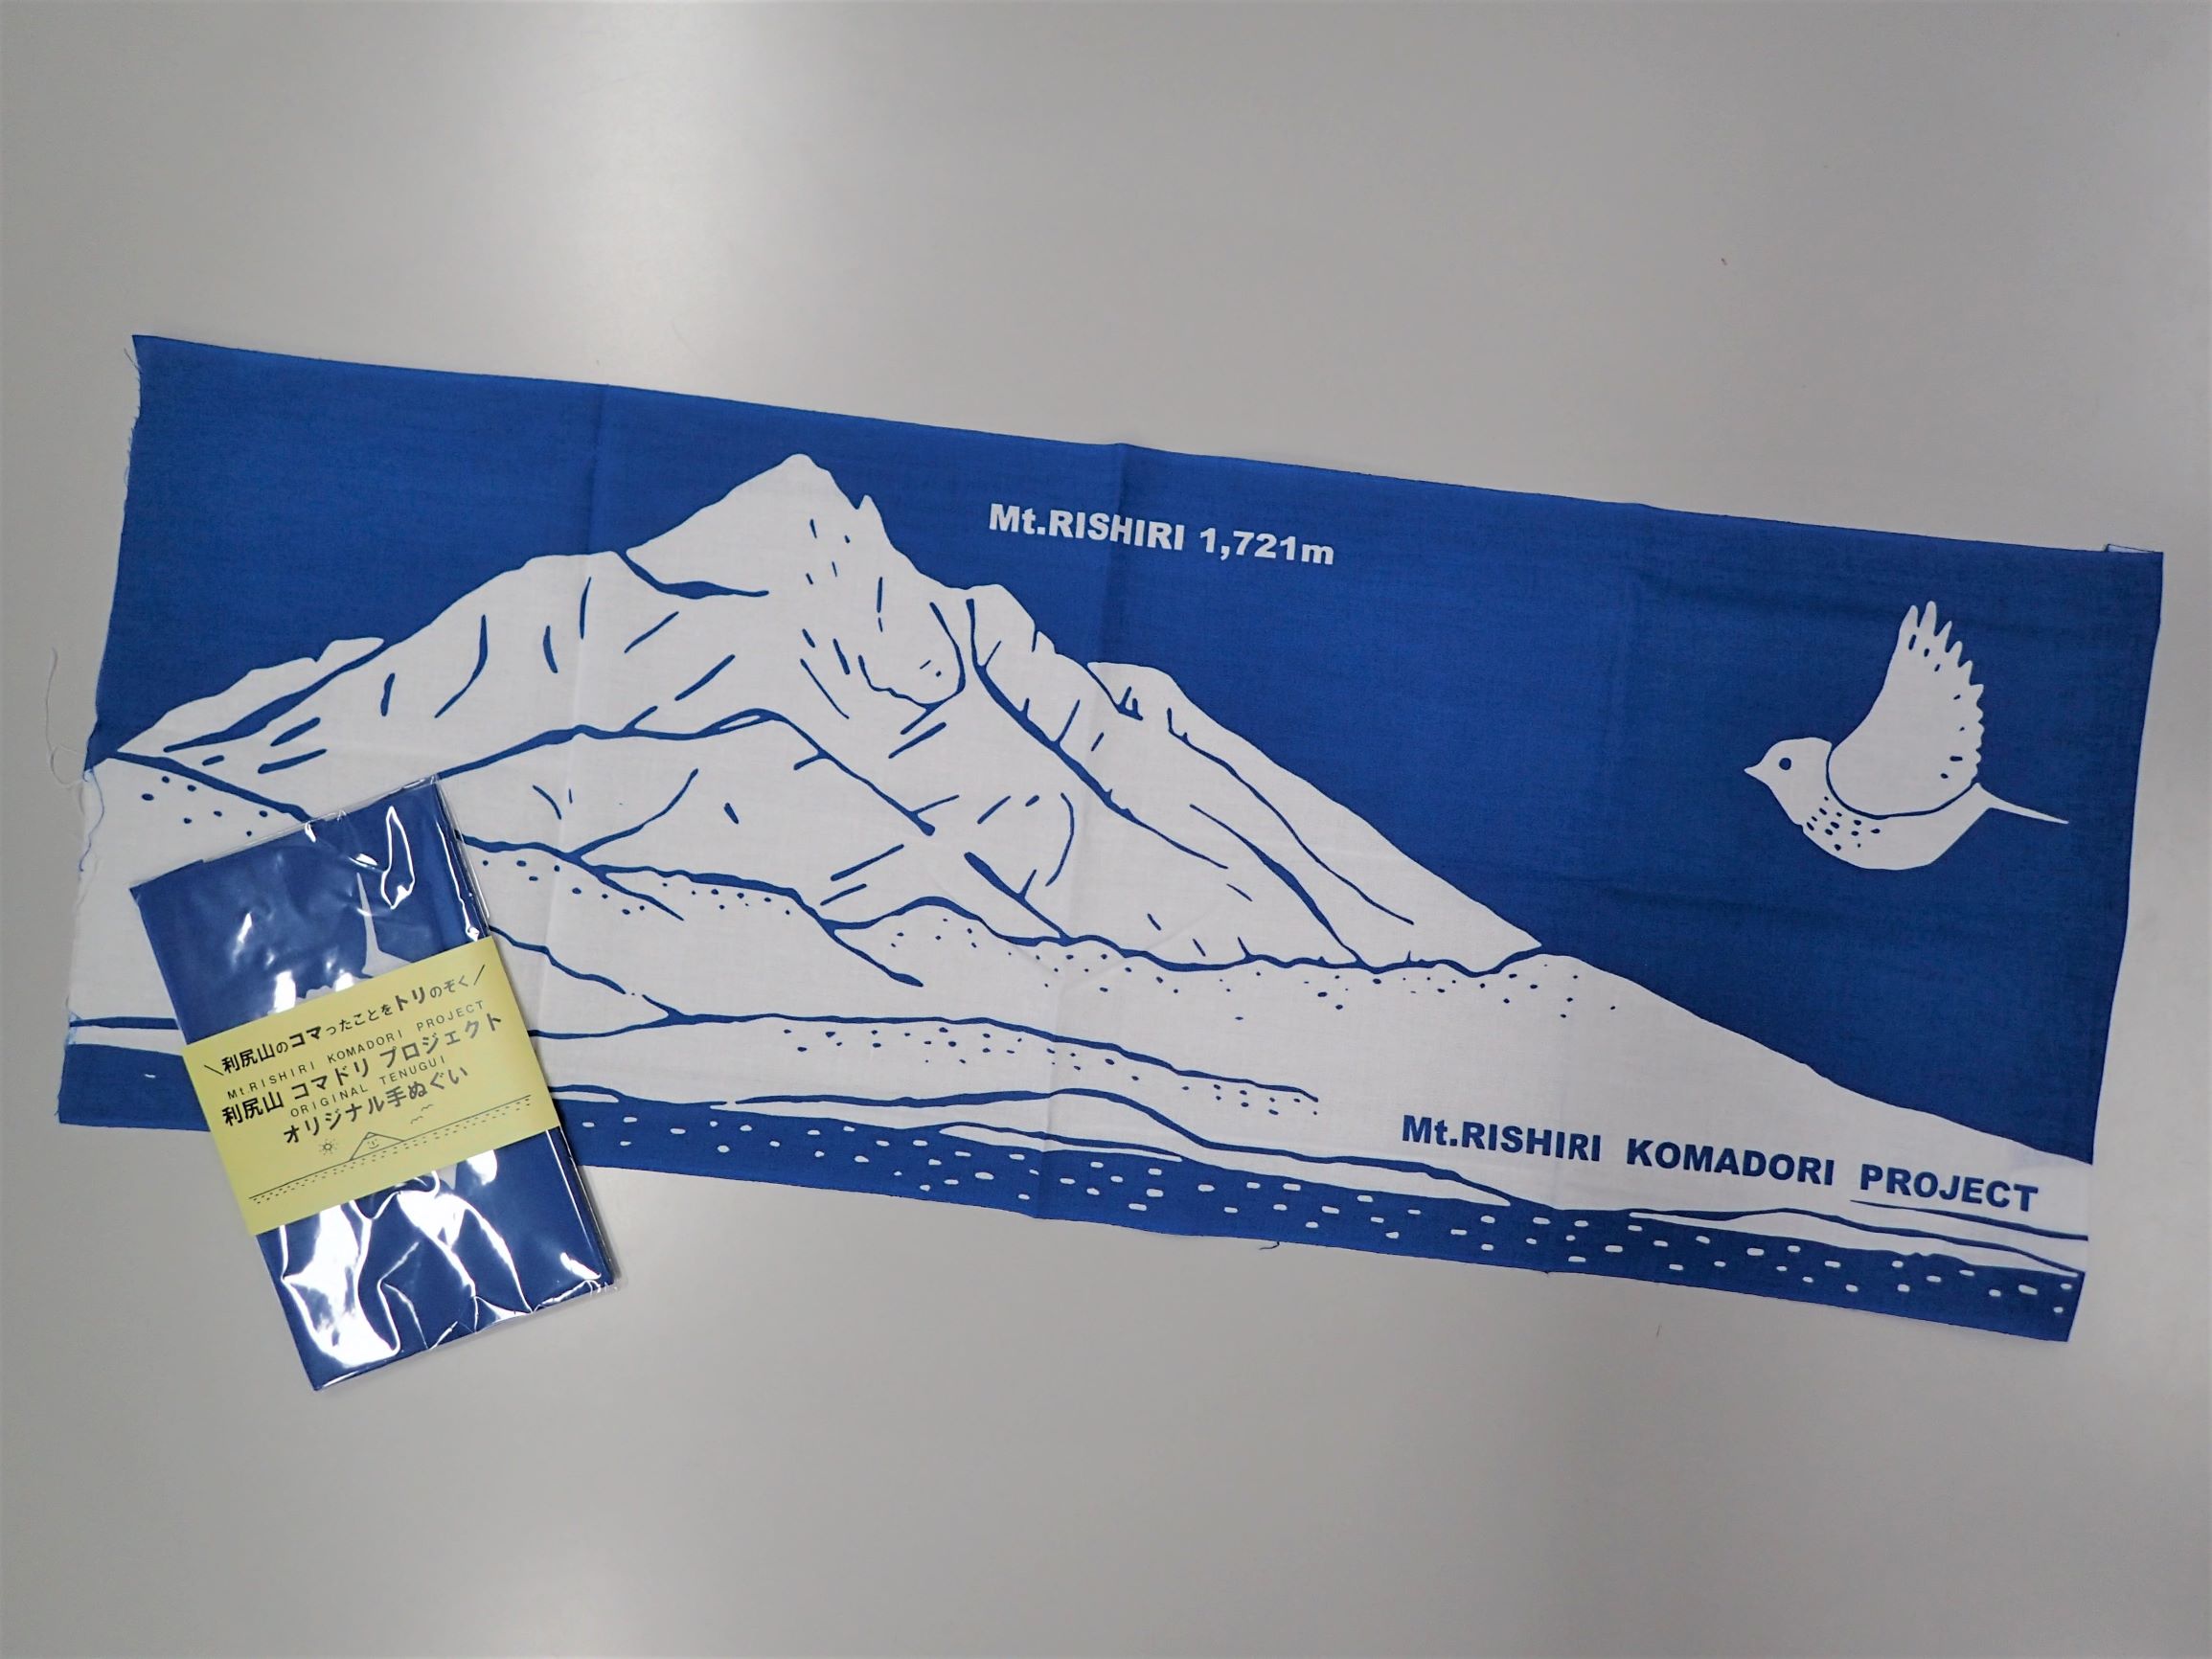 Mt.RISHIRI 1,721m
Mt.RISHIRI KOMADORI PROJECT
\利尻山のコマったことをトリのぞく/
Mt.RISHIRI KOMADORI PROJECT
利尻山 コマドリ プロジェクト
ORIGINAL TENUGUI
オリジナル手ぬぐい